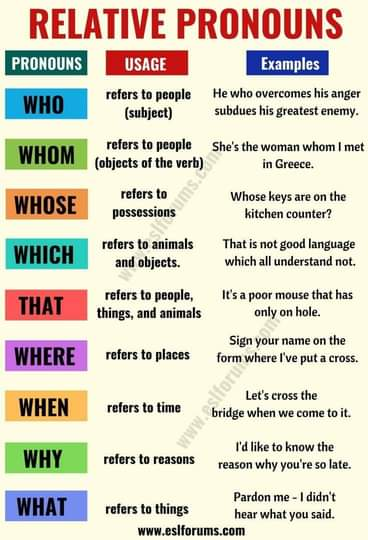 RELATIVE PRONOUNS
PRONOUNS USAGE Examples
WHO
refers to people
(subject)
He who overcomes his anger
subdues his greatest enemy.
WHOM
refers to people
(objects of the verb)
She's the woman whom I met
in Greece.
WHOSE
refers to
possessions
Whose keys are on the
kitchen counter?
WHICH
refers to animals
and objects.
That is not good language
which all understand not.
THAT
refers to people,
things, and animals
It's a poor mouse that has
only on hole.
WHERE
refers to places
Sign your name on the
form where I've put a cross.
WHEN
refers to time
Let's cross the
bridge when we come to it.
WHY
refers to reasons
I'd like to know the
reason why you're so late.
WHAT
refers to things
Pardon me - I didn't
hear what you said.
www.eslforums.com
www.eslforums.com
www.eslforums.com